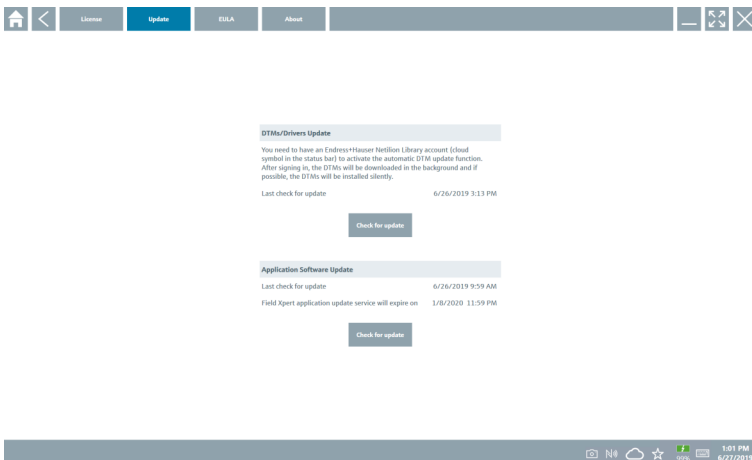 License Update EULA About
DTMs/Drivers Update
You need to have an Endress+Hauser Netilion Library account (cloud
symbol in the status bar) to activate the automatic DTM update function.
After signing in, the DTMs will be downloaded in the background and if
possible, the DTMs will be installed silently.
Last check for update 6/26/2019 3:13 PM
Check for update
Application Software Update
Last check for update 6/26/2019 9:59 AM
Field Xpert application update service will expire on 1/8/2020 11:59 PM
Check for update
99% 1:01 PM
6/27/2019